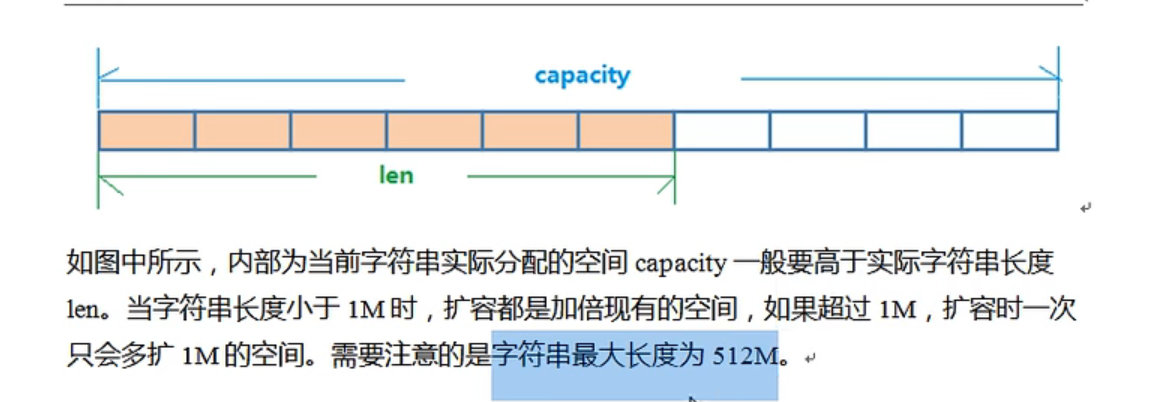 capacity
len
如图中所示，内部为当前字符串实际分配的空间 capacity 一般要高于实际字符串长度
len。当字符串长度小于 1M 时，扩容都是加倍现有的空间，如果超过 1M，扩容时一次
只会多扩 1M 的空间。需要注意的是字符串最大长度为 512M。